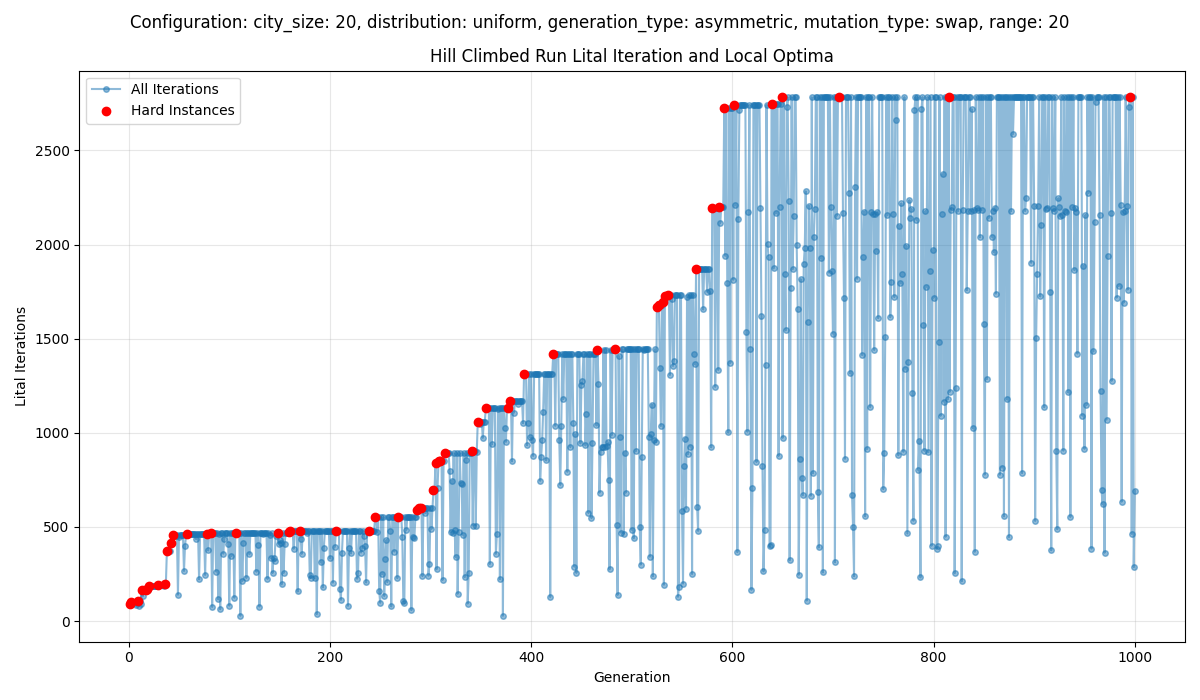 Configuration: city_size: 20, distribution: uniform, generation_type: asymmetric, mutation_type: swap, range: 20
Hill Climbed Run Lital Iteration and Local Optima
All Iterations
Hard Instances
2500
2000
1500
1000
500
0
Lital Iterations
0 200 400 600 800 1000
Generation